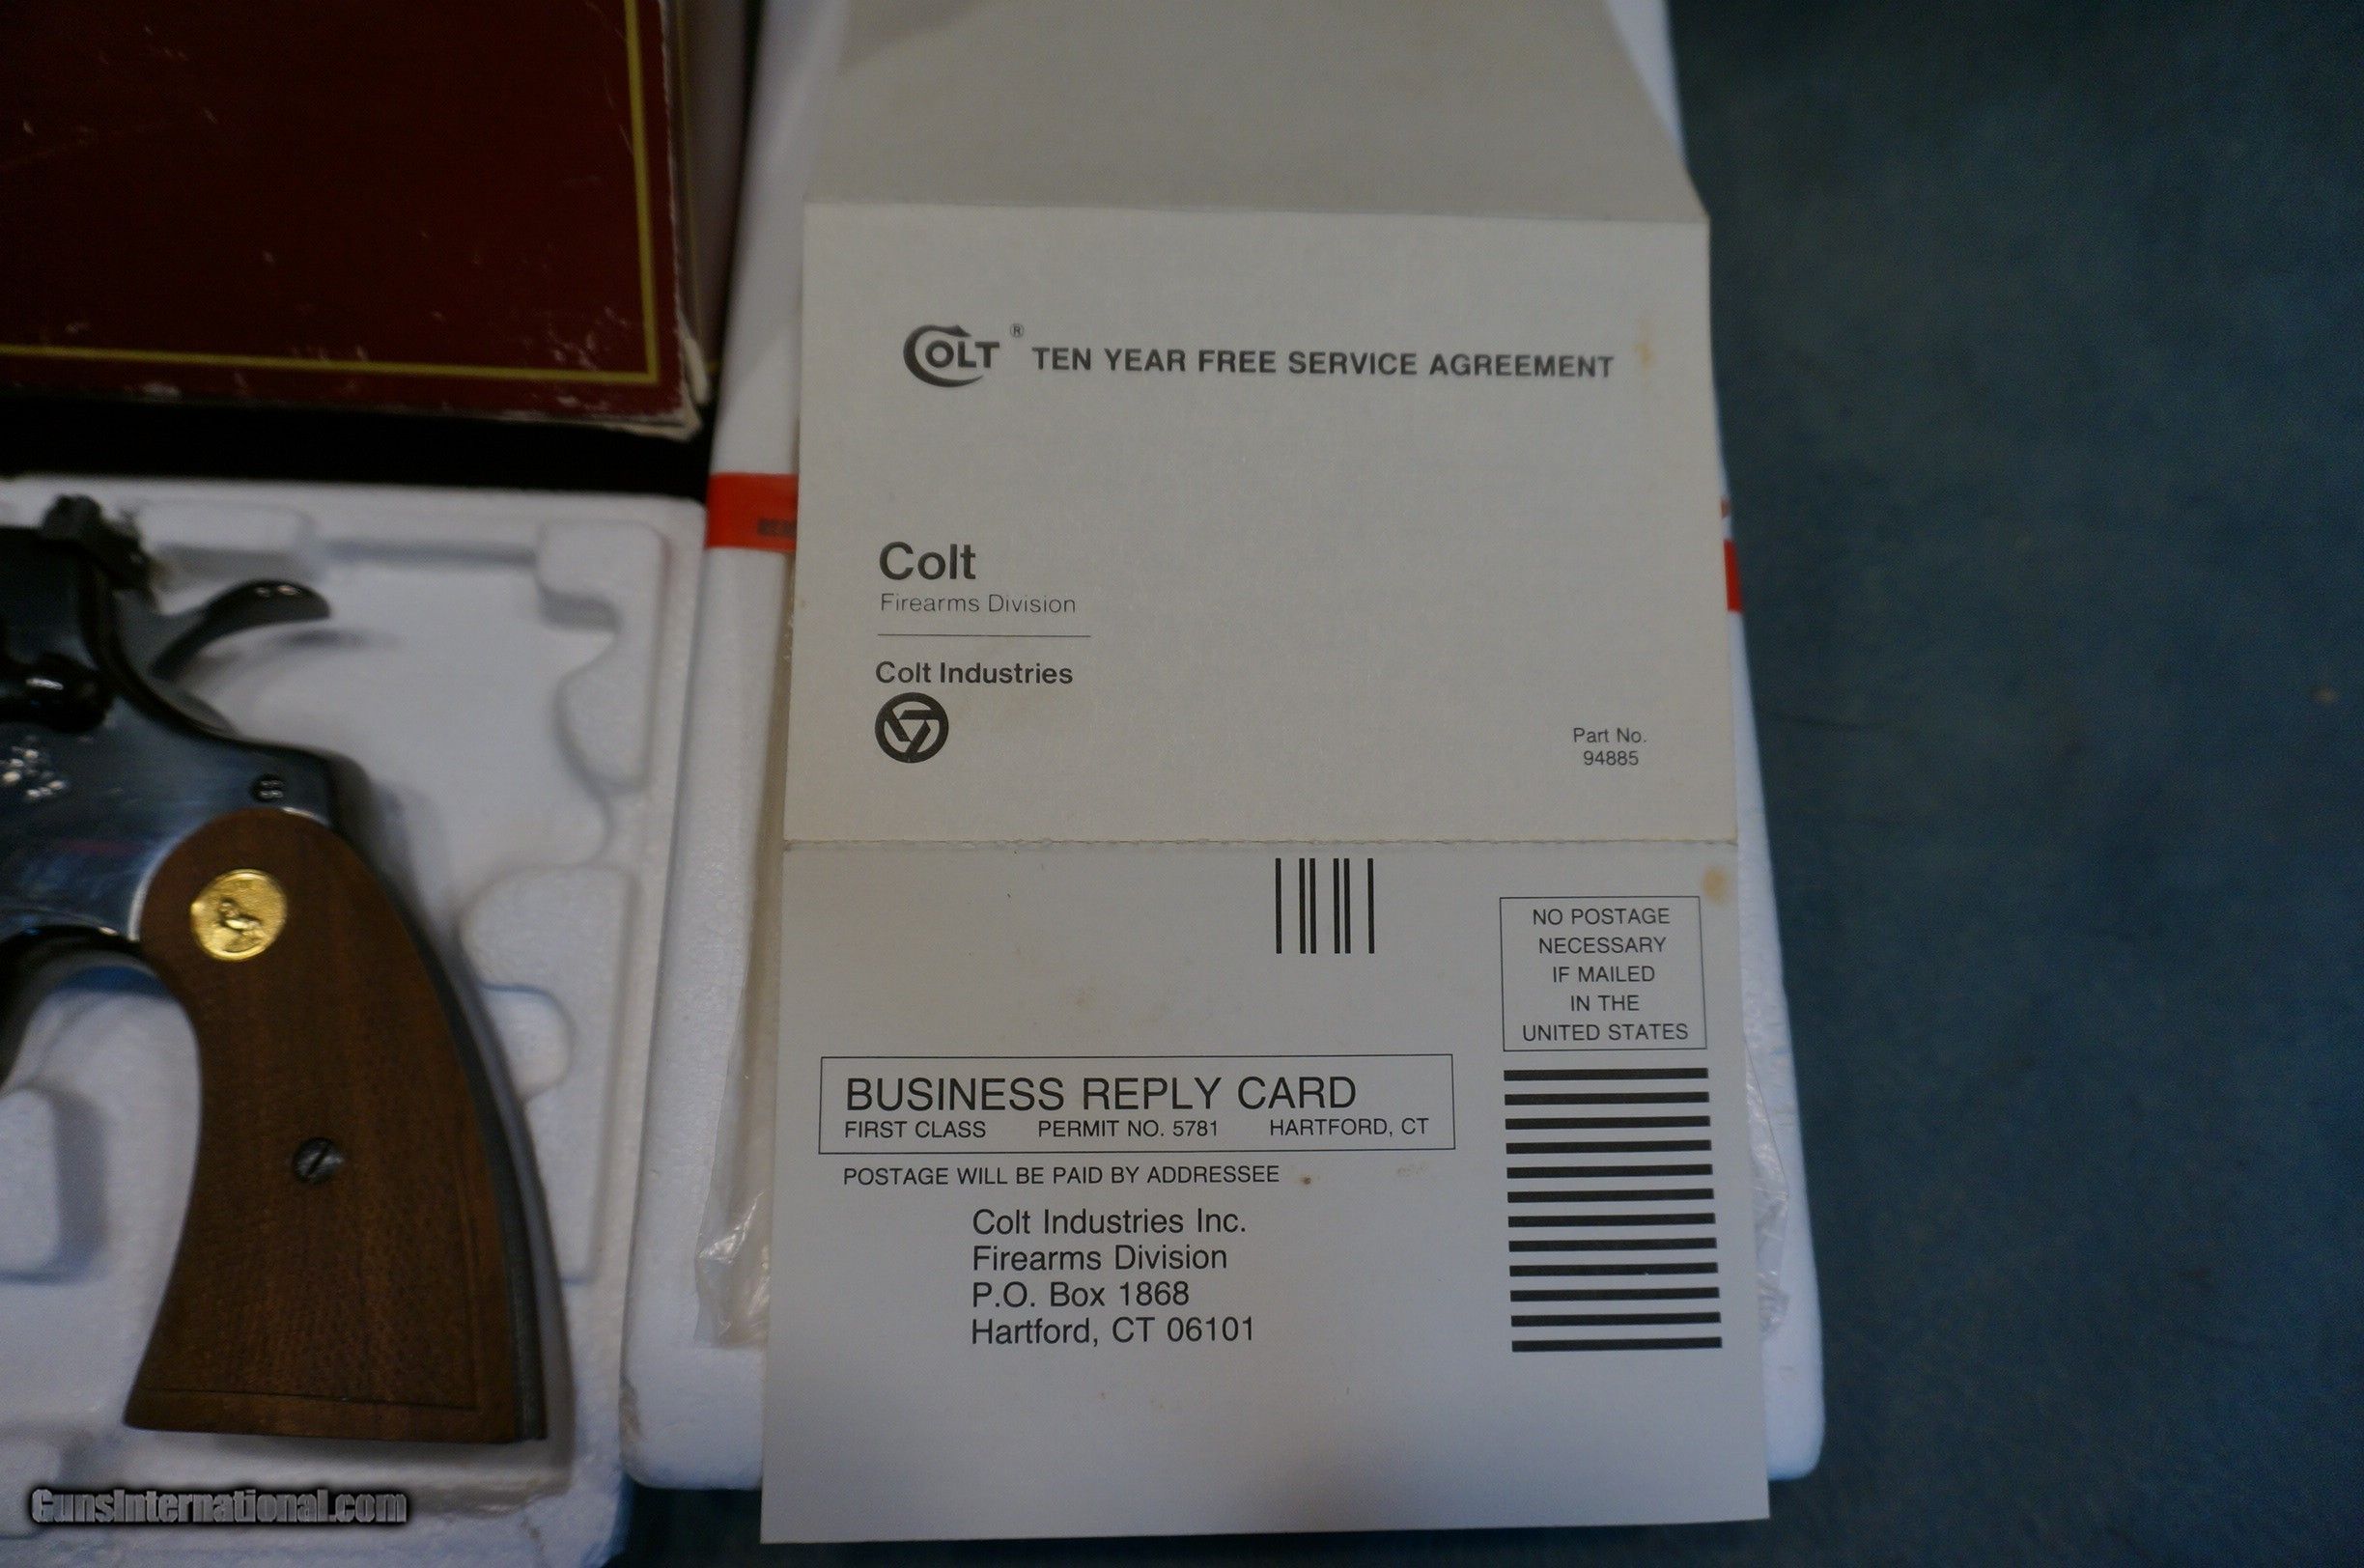 COLT® TEN YEAR FREE SERVICE AGREEMENT
Colt
Firearms Division
Colt Industries
Part No.
94885
NO POSTAGE
NECESSARY
IF MAILED
IN THE
UNITED STATES
BUSINESS REPLY CARD
FIRST CLASS PERMIT NO. 5781 HARTFORD, CT
POSTAGE WILL BE PAID BY ADDRESSEE
Colt Industries Inc.
Firearms Division
P.O. Box 1868
Hartford, CT 06101
GunsInternational.com